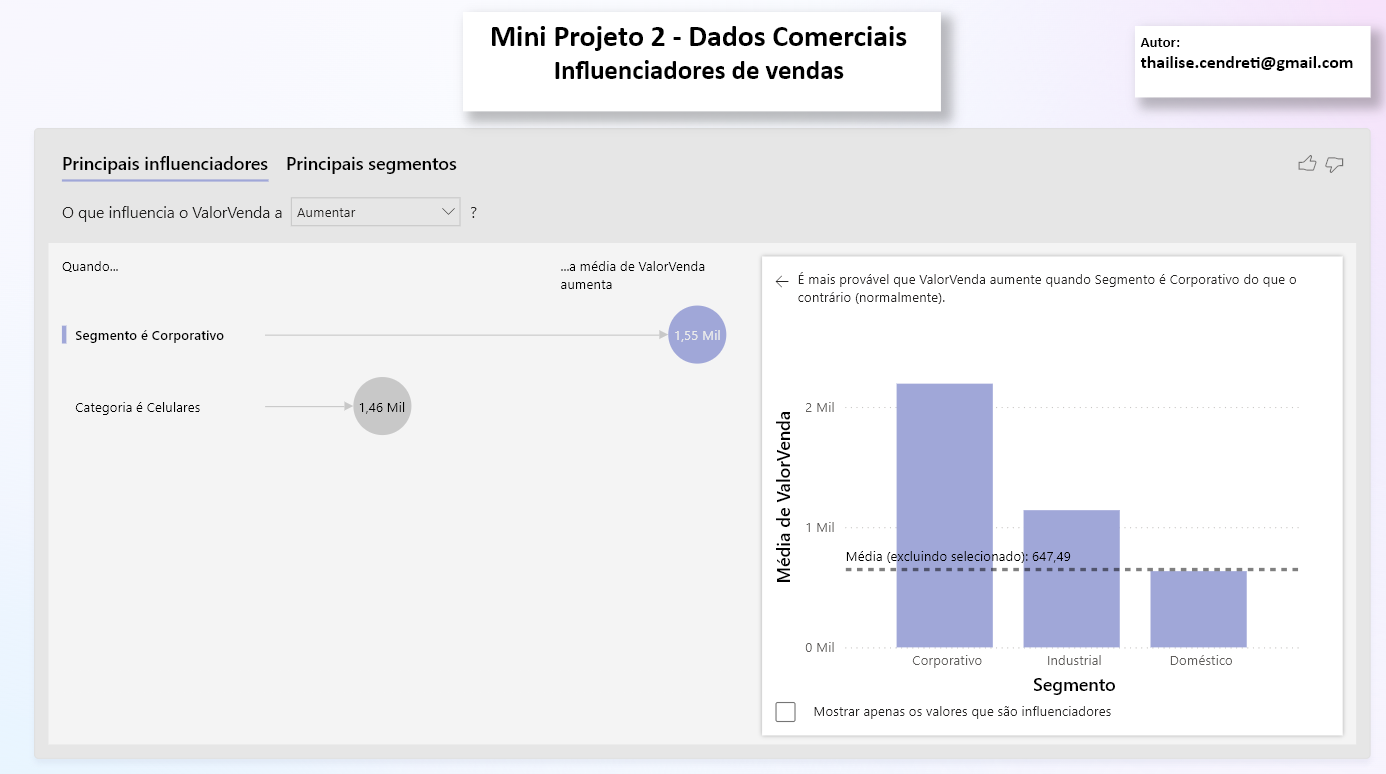 Mini Projeto 2 - Dados Comerciais
Influenciadores de vendas
Autor:
thailise.cendreti@gmail.com
Principais influenciadores
Principais segmentos
O que influencia o ValorVenda a
Aumentar
?
Quando...
...a média de ValorVenda
aumenta
Segmento é Corporativo
1,55 Mil
Categoria é Celulares
1,46 Mil
É mais provável que ValorVenda aumente quando Segmento é Corporativo do que o
contrário (normalmente).
Média de ValorVenda
2 Mil
1 Mil
Média (excluindo selecionado): 647,49
0 Mil
Corporativo
Industrial
Doméstico
Segmento
Mostrar apenas os valores que são influenciadores